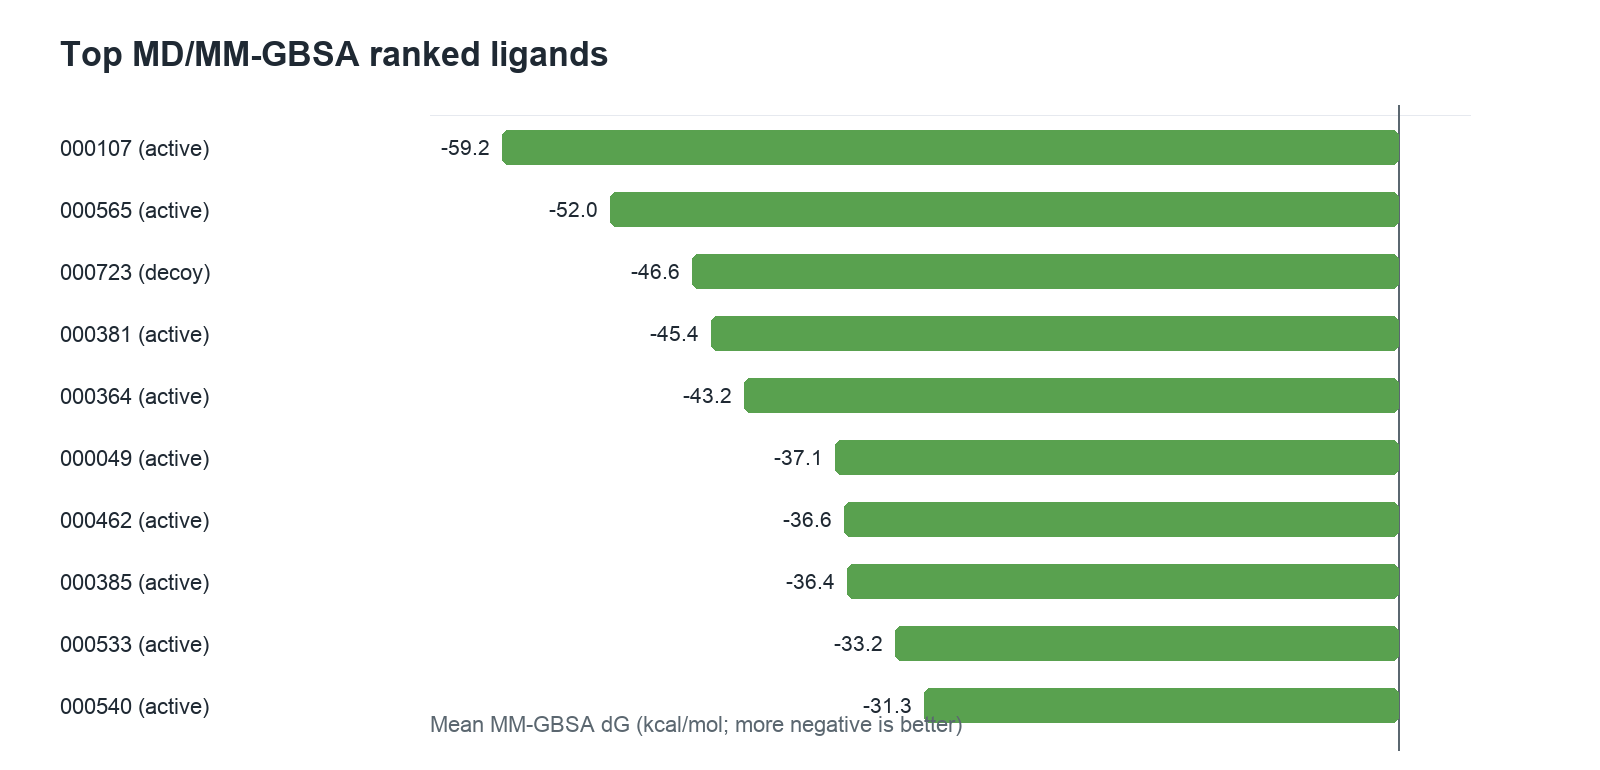 Top MD/MM-GBSA ranked ligands
000107 (active) -59.2
000565 (active) -52.0
000723 (decoy) -46.6
000381 (active) -45.4
000364 (active) -43.2
000049 (active) -37.1
000462 (active) -36.6
000385 (active) -36.4
000533 (active) -33.2
000540 (active) -31.3
Mean MM-GBSA dG (kcal/mol; more negative is better)